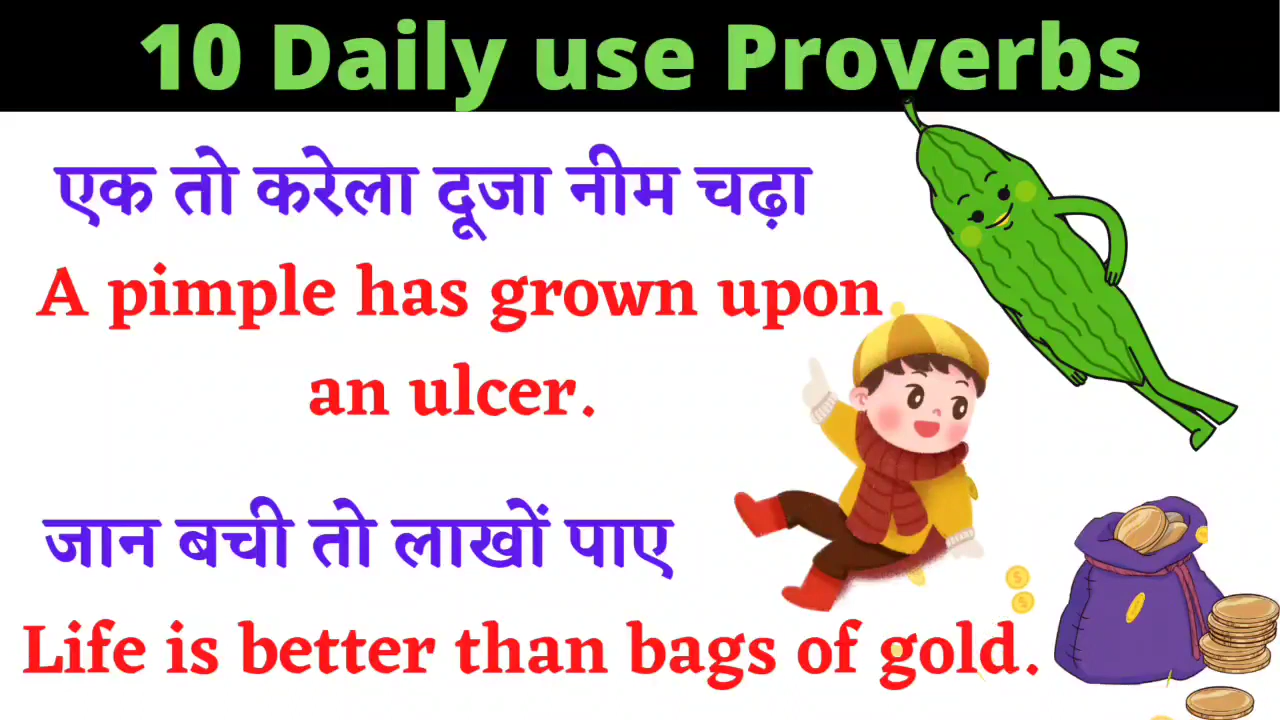 10 Daily use Proverbs
एक तो करेला दूजा नीम चढ़ा
A pimple has grown upon
an ulcer.
जान बची तो लाखों पाए
Life is better than bags of gold.